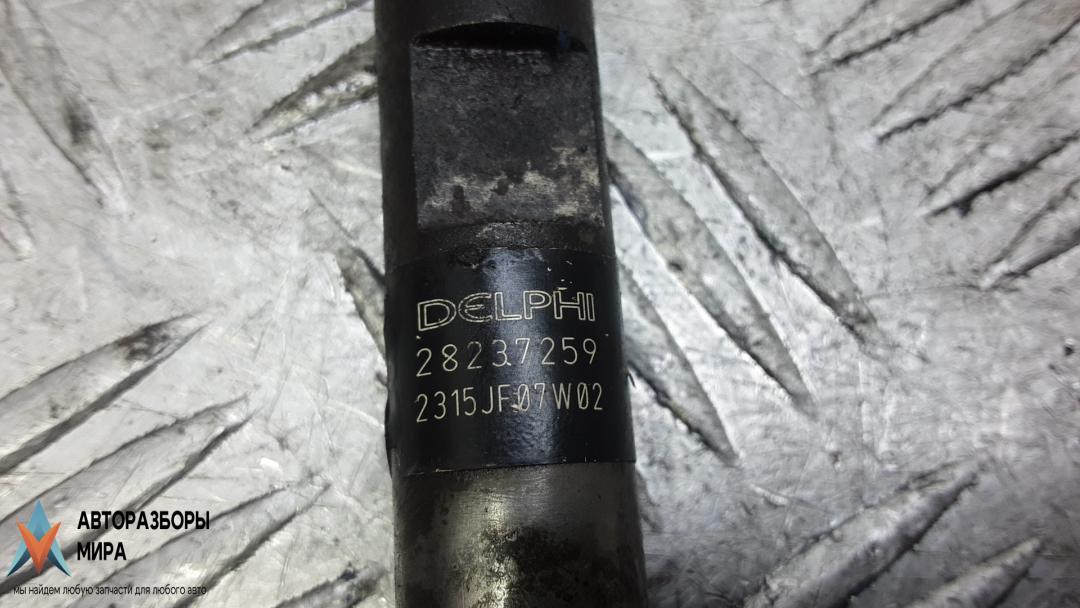 DELPHI
28237259
2315JF07W02
АВТОРАЗБОРЫ
МИРА
мы найдем любую запчасти для любого авто